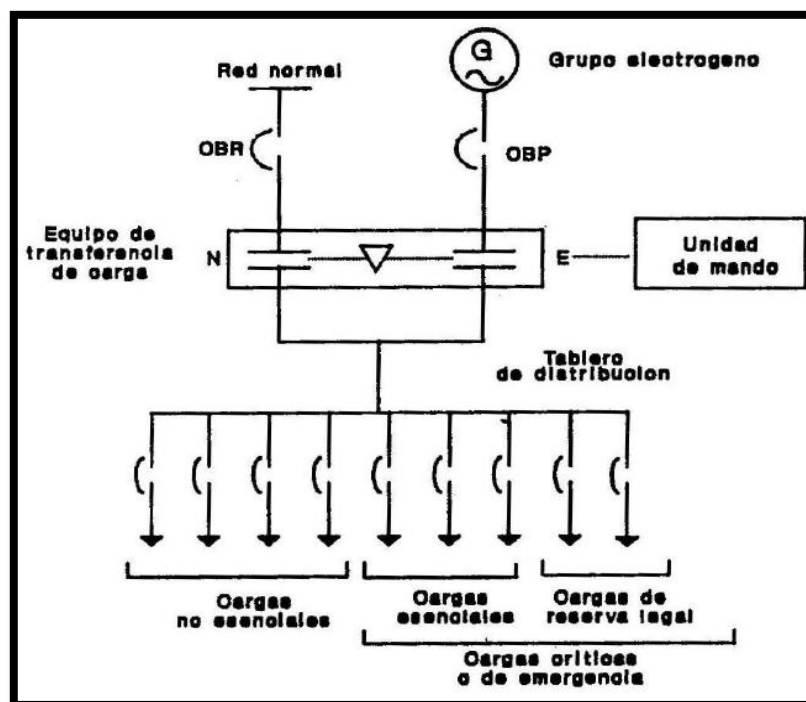 G
Red normal
Grupo electrogeno
OBR
OBP
Equipo de
transferencia
de carga
N
E
Unidad
de mando
Tablero
de distribucion
Cargas
no esenciales
Cargas
esenciales
Cargas de
reserva legal
Cargas criticas
o de emergencia